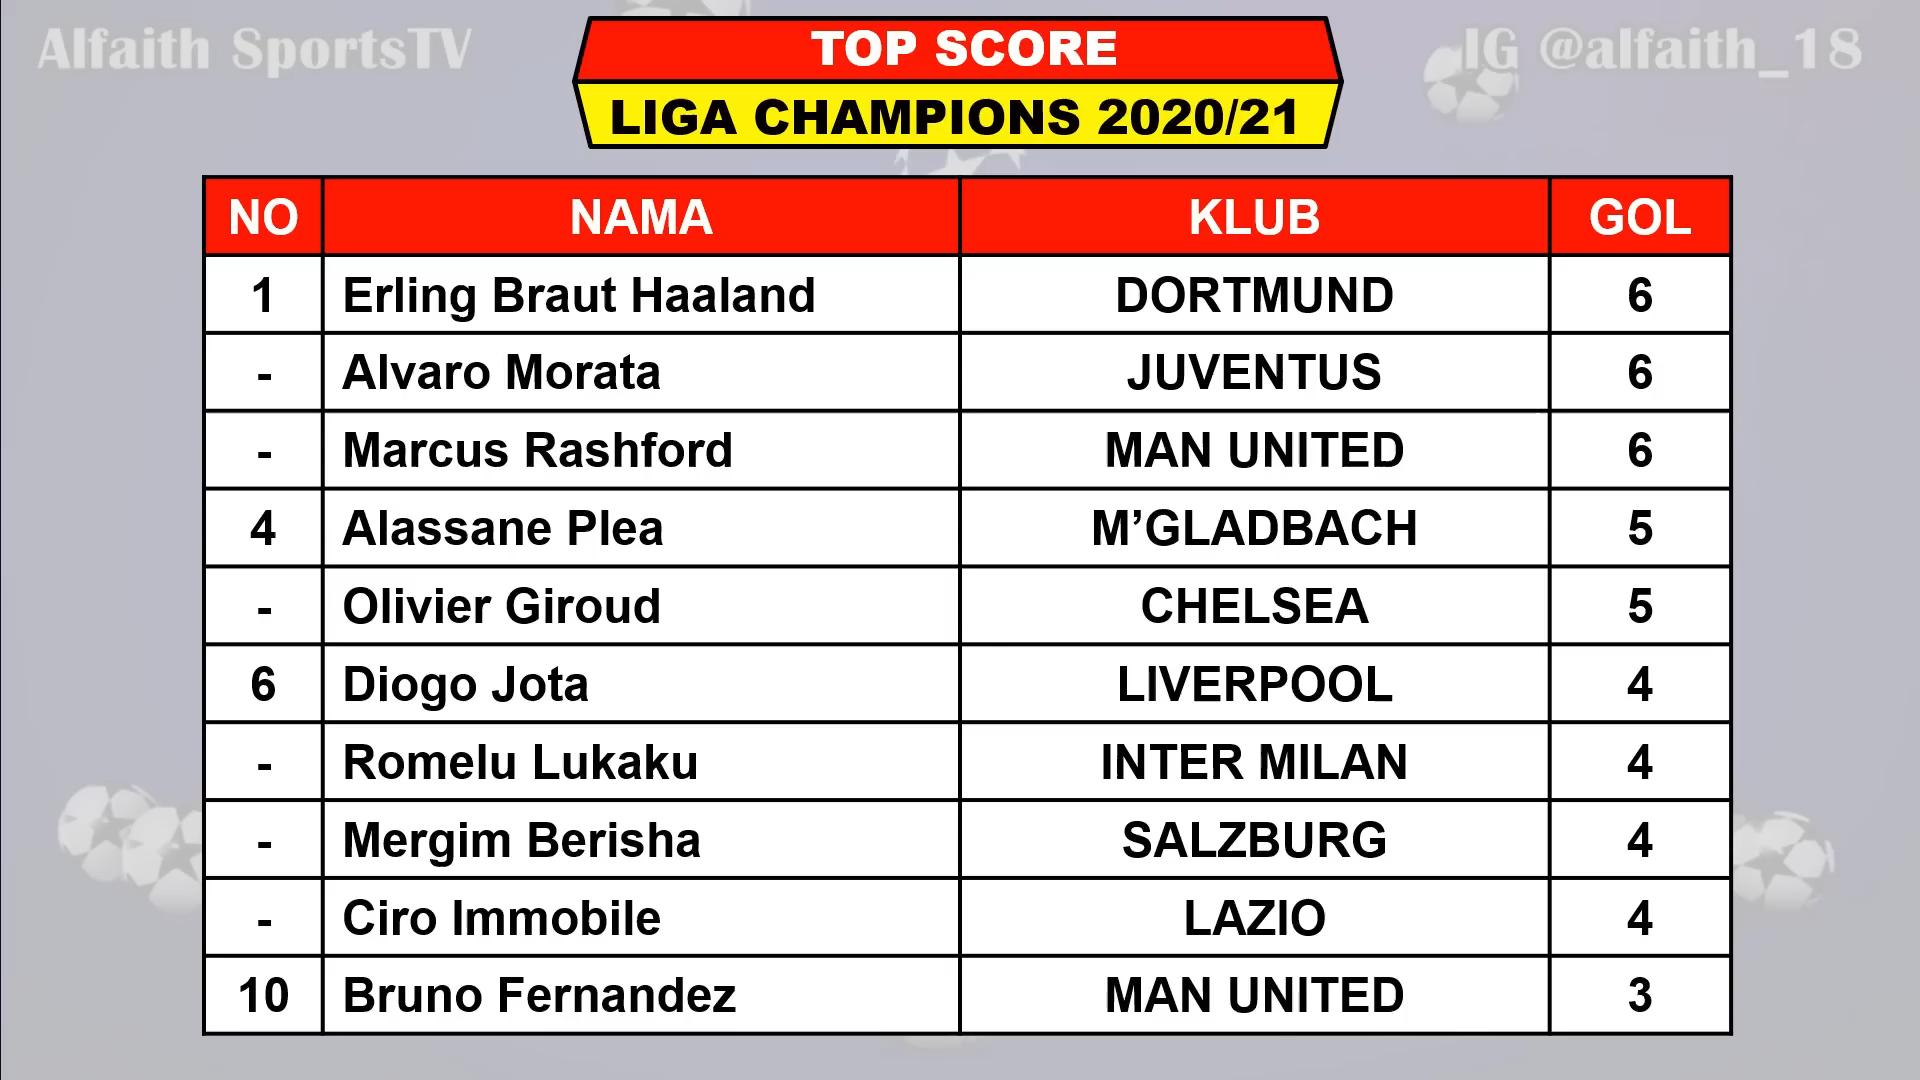 Alfaith SportsTV
TOP SCORE
IG @alfaith_18
LIGA CHAMPIONS 2020/21
NO NAMA KLUB GOL
1 Erling Braut Haaland DORTMUND 6
- Alvaro Morata JUVENTUS 6
- Marcus Rashford MAN UNITED 6
4 Alassane Plea M’GLADBACH 5
- Olivier Giroud CHELSEA 5
6 Diogo Jota LIVERPOOL 4
- Romelu Lukaku INTER MILAN 4
- Mergim Berisha SALZBURG 4
- Ciro Immobile LAZIO 4
10 Bruno Fernandez MAN UNITED 3